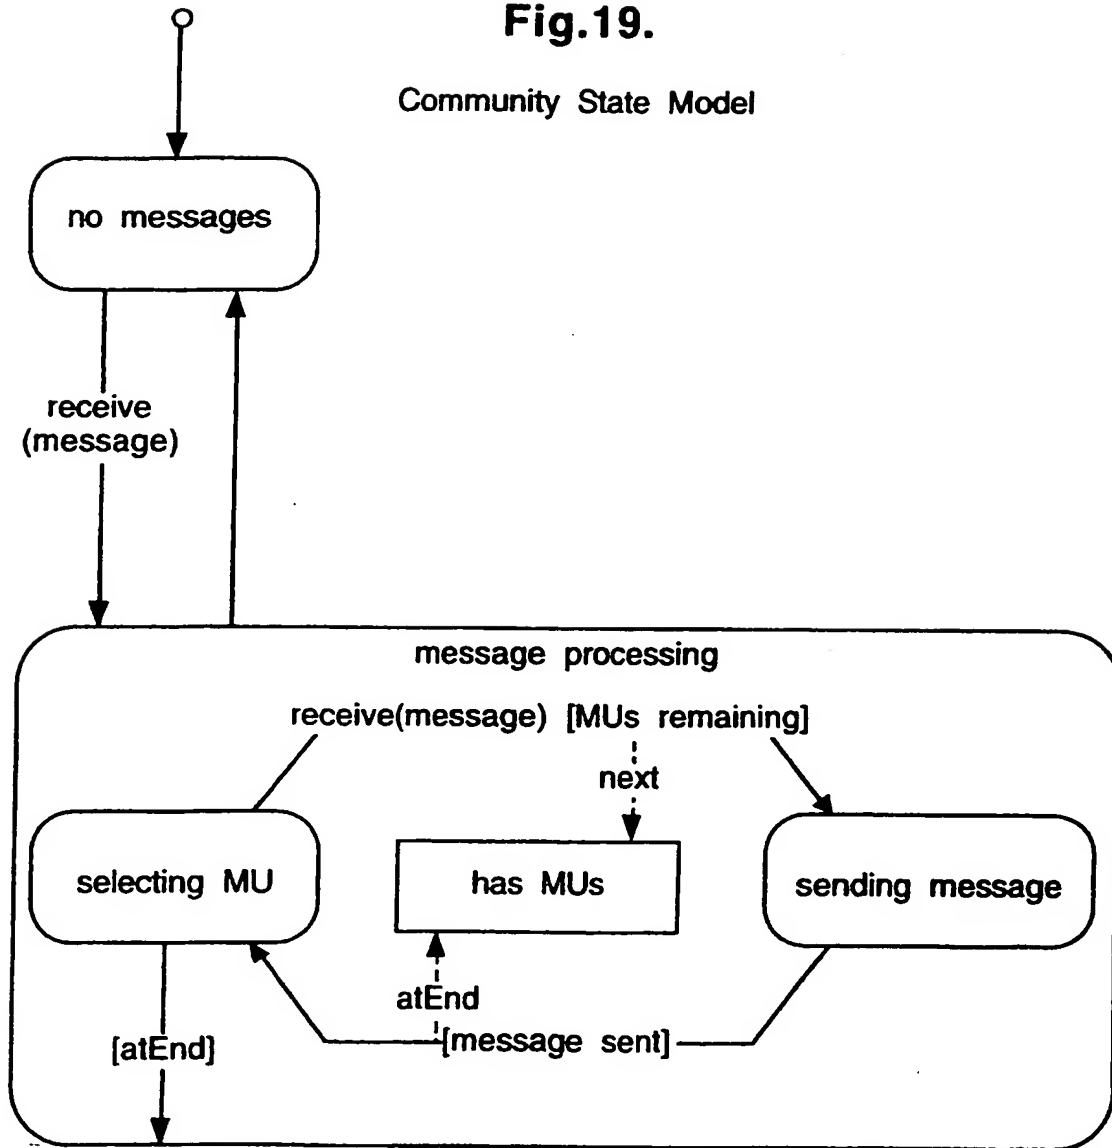 Fig.19.
Community State Model
no messages
receive
(message)
message processing
receive(message) [MUs remaining]
next
selecting MU
has MUs
sending message
atEnd
[message sent]
[atEnd]